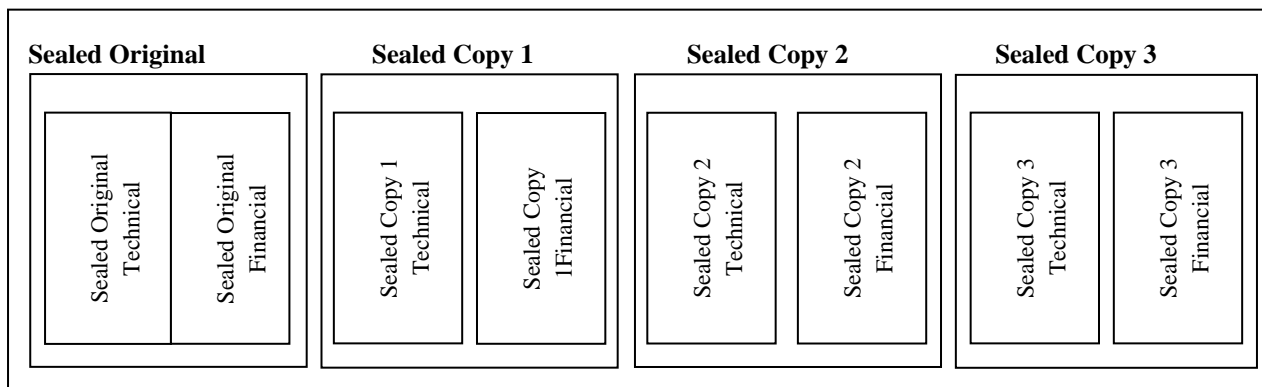 Sealed Original
Sealed Copy 1
Sealed Copy 2
Sealed Copy 3
Sealed Original
Technical
Sealed Original
Financial
Sealed Copy 1
Technical
Sealed Copy
1Financial
Sealed Copy 2
Technical
Sealed Copy 2
Financial
Sealed Copy 3
Technical
Sealed Copy 3
Financial